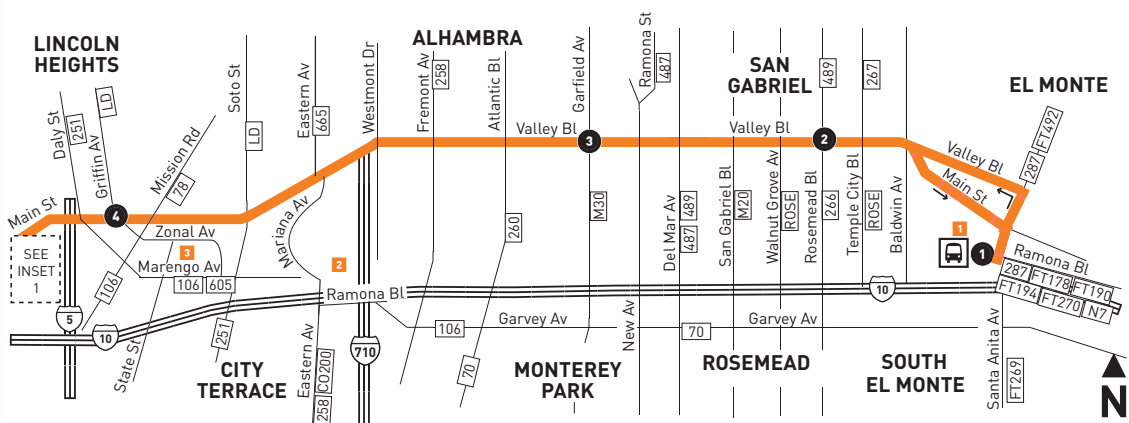 LINCOLN
HEIGHTS
ALHAMBRA
SAN
GABRIEL
EL MONTE
Daly St
251
Griffin Av
LD
Mission Rd
78
106
Soto St
LD
251
Eastern Av
665
Westmont Dr
Fremont Av
258
Atlantic Bl
260
70
Garfield Av
M30
Ramona St
487
Valley Bl
3
Valley Bl
2
489
267
Valley Bl
Main St
287
FT492
Main St
4
Zonal Av
3
Marengo Av
106
605
Mariana Av
2
SEE
INSET
1
Del Mar Av
487
489
San Gabriel Bl
M20
Walnut Grove Av
ROSE
Rosemead Bl
266
Temple City Bl
ROSE
Baldwin Av
1
1
Ramona Bl
287
FT178
FT190
FT194
FT270
N7
Ramona Bl
10
5
10
State St
710
106
Garvey Av
New Av
70
Garvey Av
Eastern Av
258
CO200
CITY
TERRACE
MONTEREY
PARK
ROSEMEAD
SOUTH
EL MONTE
Santa Anita Av
FT269
N